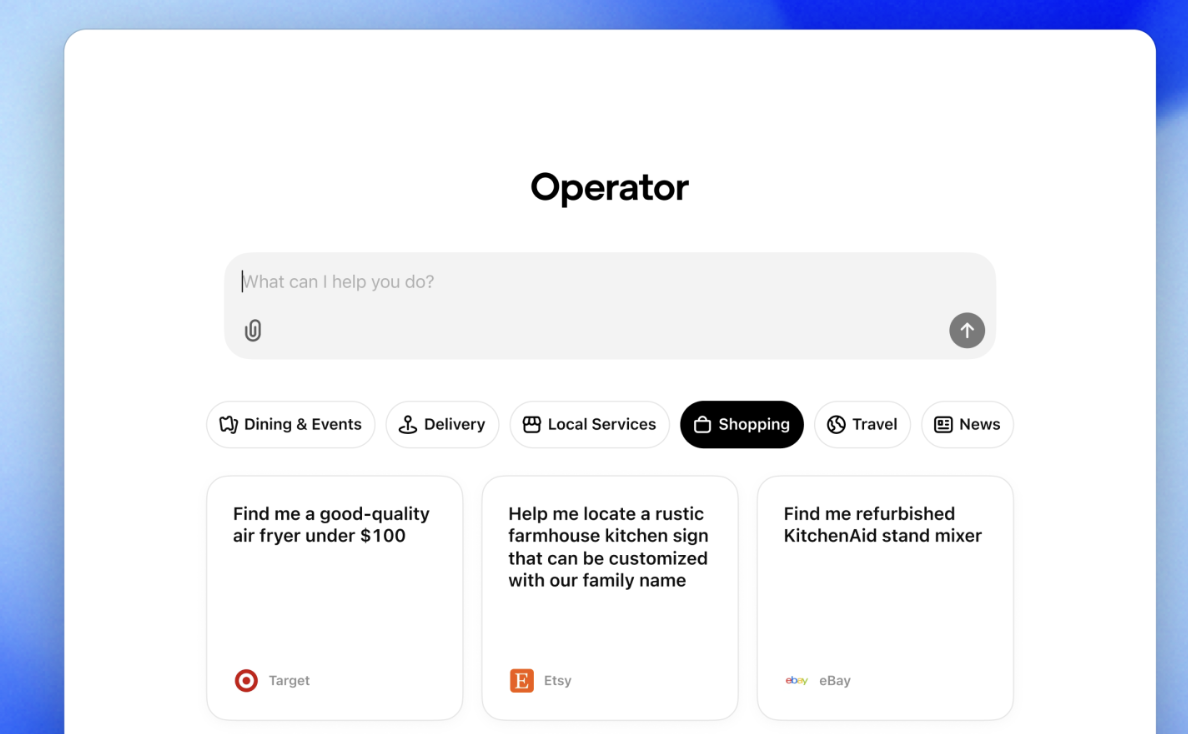 Operator
What can I help you do?
Dining & Events
Delivery
Local Services
Shopping
Travel
News
Find me a good-quality
air fryer under $100
Target
Help me locate a rustic
farmhouse kitchen sign
that can be customized
with our family name
E
Etsy
Find me refurbished
KitchenAid stand mixer
ebay
eBay